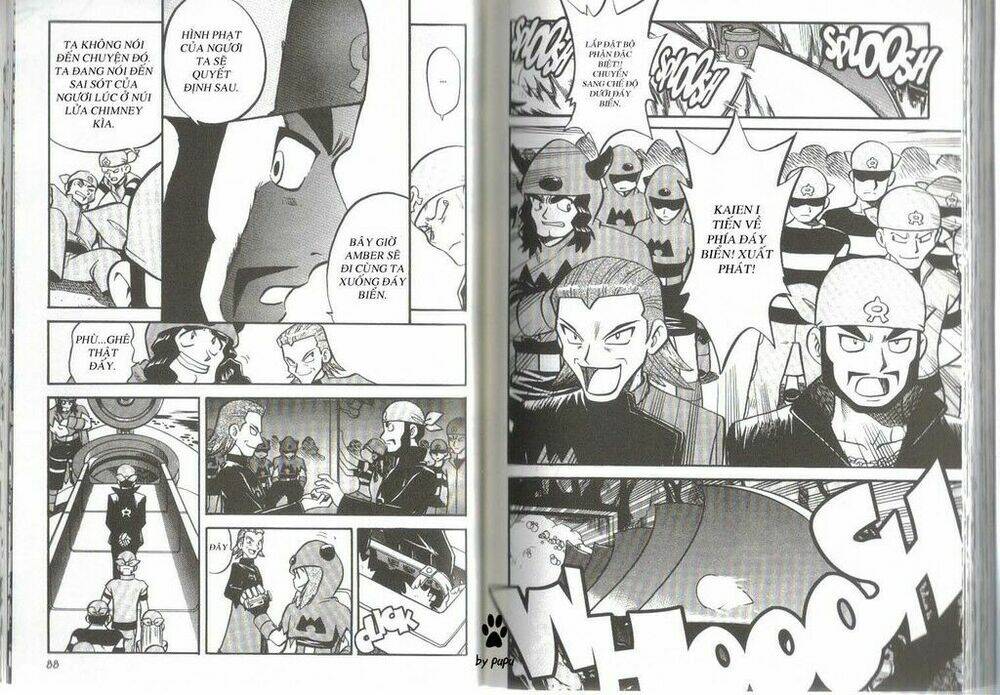 TA KHÔNG NÓI
ĐẾN CHUYỆN ĐÓ.
TA ĐANG NÓI ĐẾN
SAI SÓT CỦA
NGƯƠI LÚC Ở NÚI
LỬA CHIMNEY
KÌA.
HÌNH PHẠT
CỦA NGƯƠI
TA SẼ
QUYẾT
ĐỊNH SAU.
...
BÂY GIỜ
AMBER SẼ
ĐI CÙNG TA
XUỐNG ĐÁY
BIỂN.
PHÙ...GHÊ
THẬT
ĐẤY.
ĐÂY
CLICK
88
LẮP ĐẶT BỘ
PHẬN ĐẶC
BIỆT!!
CHUYỂN
SANG CHẾ ĐỘ
DƯỚI ĐÁY
BIỂN.
SPLOOSH
SPLOOSH
SPLOOSH
KAIEN I
TIẾN VỀ
PHÍA ĐÁY
BIỂN! XUẤT
PHÁT!
WHOOOSH
by pupu